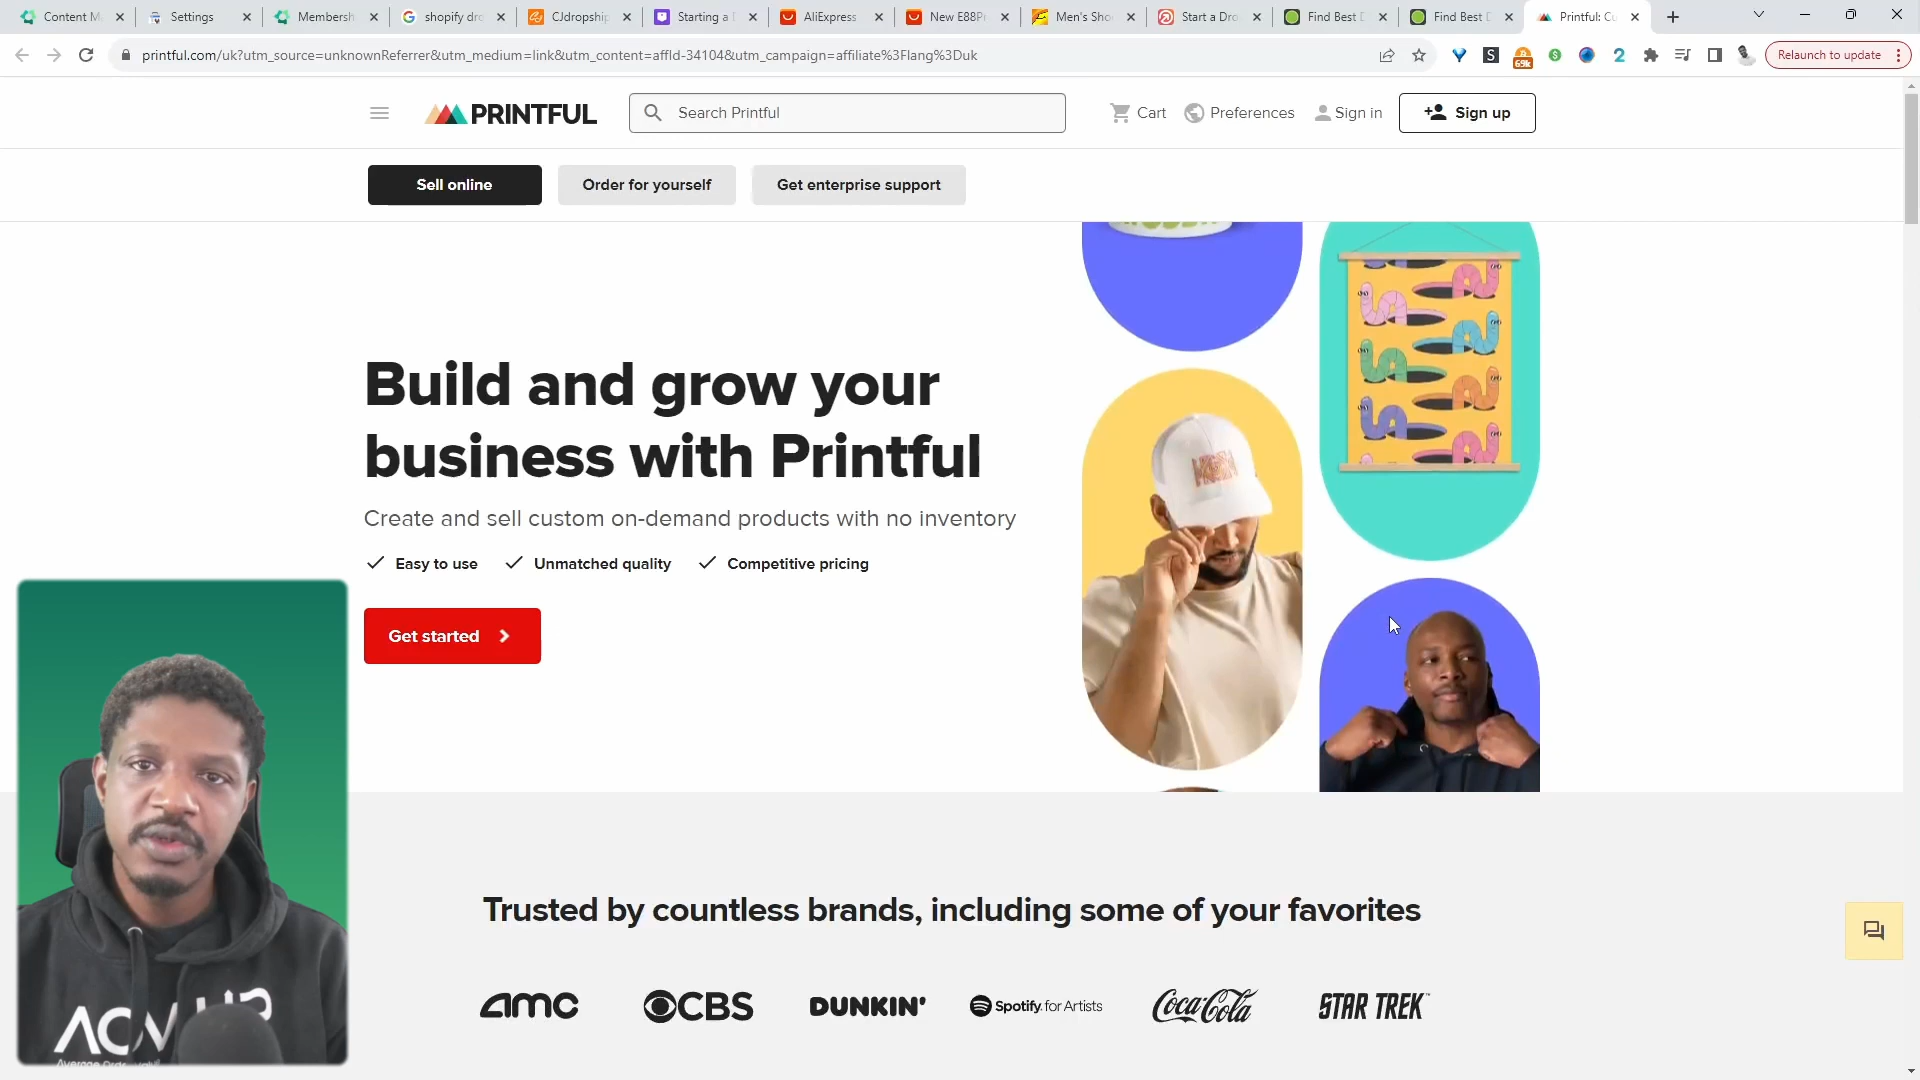 Content M
Settings
Membersh
shopify dro
CJdropship
Starting a
AliExpress
New E88Pr
Men's Sho
Start a Dro
Find Best D
Find Best D
Printful: Cu
printful.com/uk?utm_source=unknownReferrer&utm_medium=link&utm_content=affId-34104&utm_campaign=affiliate%3Flang%3Duk
S
69k
2
Relaunch to update
PRINTFUL
Search Printful
Cart
Preferences
Sign in
Sign up
Sell online
Order for yourself
Get enterprise support
Build and grow your
business with Printful
Create and sell custom on-demand products with no inventory
Easy to use
Unmatched quality
Competitive pricing
Get started
Trusted by countless brands, including some of your favorites
amc
CBS
DUNKIN'
Spotify for Artists
Coca-Cola
STAR TREK